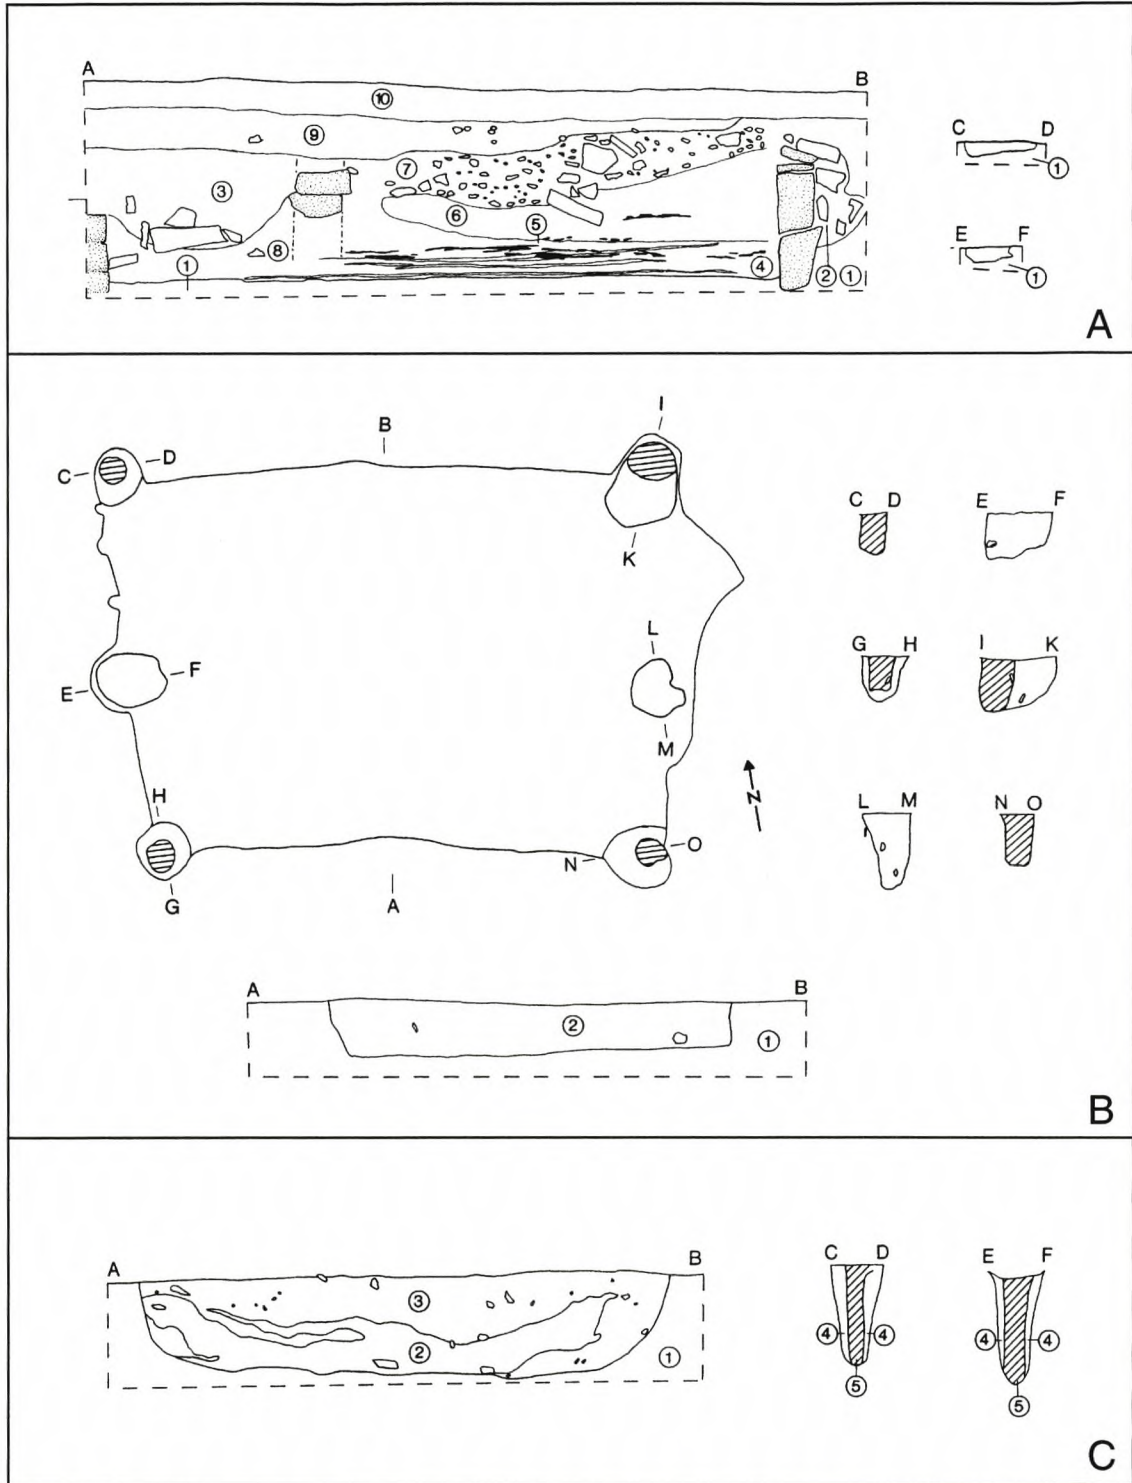 A B
⑩
⑨
C D
⑦
①
③
⑥
⑤
E F
⑧
① ④ ② ①
①
A
B I
C D
C D E F
K
L
G H I K
E F
M
H
N
L M N O
N O
G A
A B
②
①
B
A B C D E F
③
④ ④ ④ ④
② ①
⑤
⑤
C